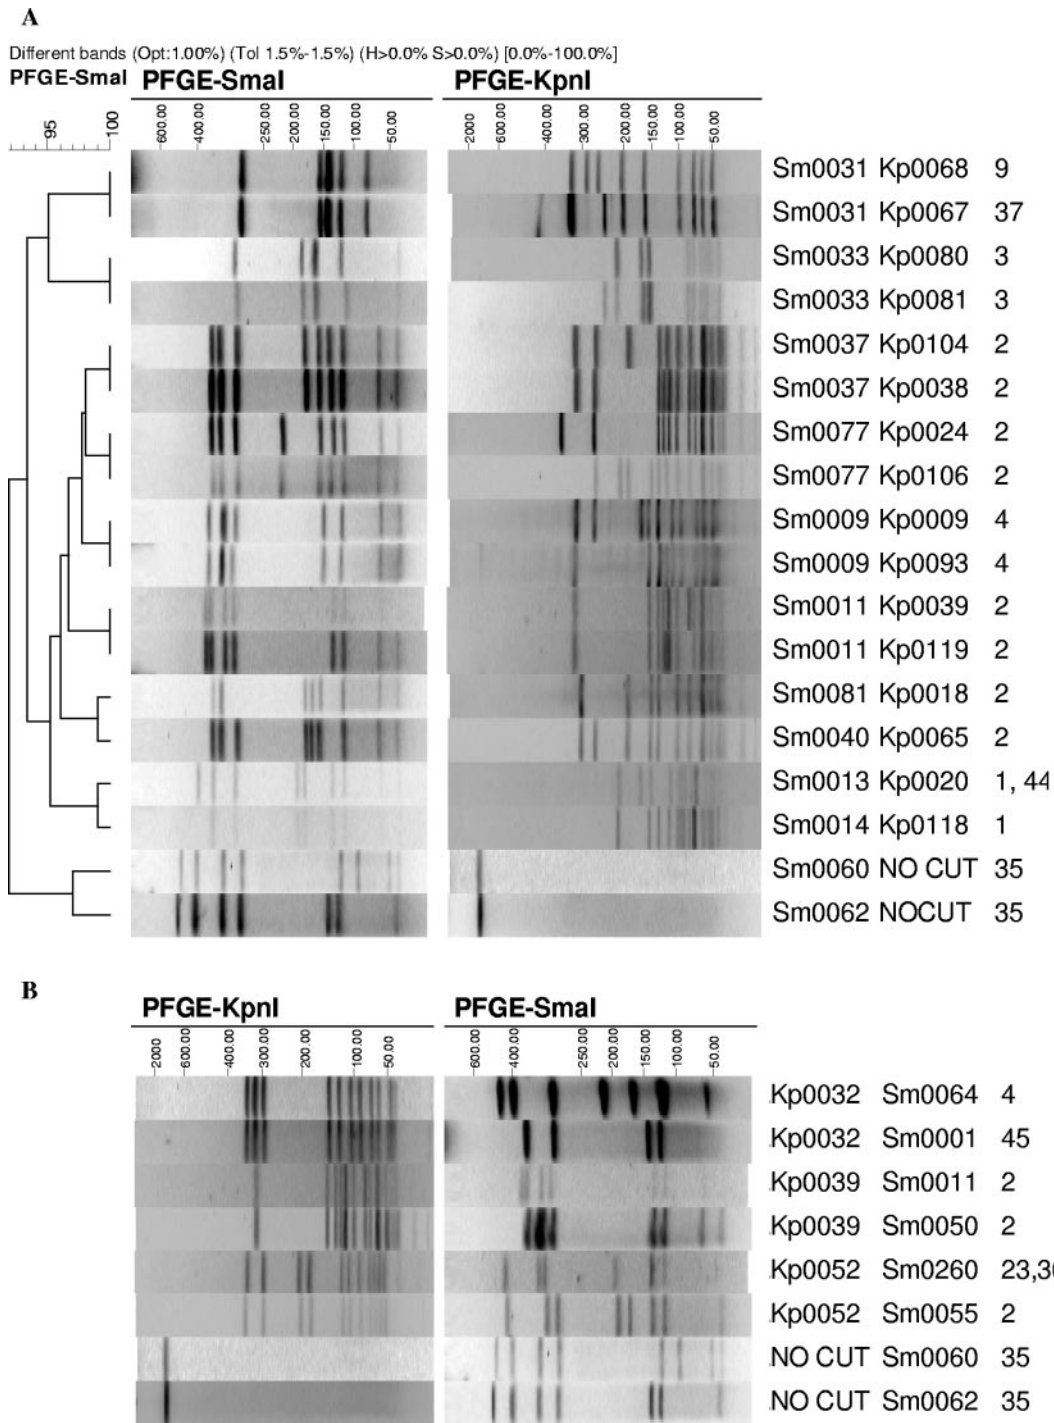 A
Different bands (Opt:1.00%) (Tol 1.5%-1.5%) (H>0.0% S>0.0%) [0.0%-100.0%]
PFGE-SmaI PFGE-SmaI PFGE-KpnI
95 100 600.00 400.00 250.00 200.00 150.00 100.00 50.00 2000 600.00 300.00 200.00 150.00 100.00 50.00
Sm0031 Kp0068 9
Sm0031 Kp0067 37
Sm0033 Kp0080 3
Sm0033 Kp0081 3
Sm0037 Kp0104 2
Sm0037 Kp0038 2
Sm0077 Kp0024 2
Sm0077 Kp0106 2
Sm0009 Kp0009 4
Sm0009 Kp0093 4
Sm0011 Kp0039 2
Sm0011 Kp0119 2
Sm0081 Kp0018 2
Sm0040 Kp0065 2
Sm0013 Kp0020 1, 44
Sm0014 Kp0118 1
Sm0060 NO CUT 35
Sm0062 NOCUT 35
B
PFGE-KpnI PFGE-SmaI
2000 600.00 400.00 300.00 200.00 100.00 50.00 600.00 400.00 250.00 200.00 150.00 100.00 50.00
Kp0032 Sm0064 4
Kp0032 Sm0001 45
Kp0039 Sm0011 2
Kp0039 Sm0050 2
Kp0052 Sm0260 23,3
Kp0052 Sm0055 2
NO CUT Sm0060 35
NO CUT Sm0062 35